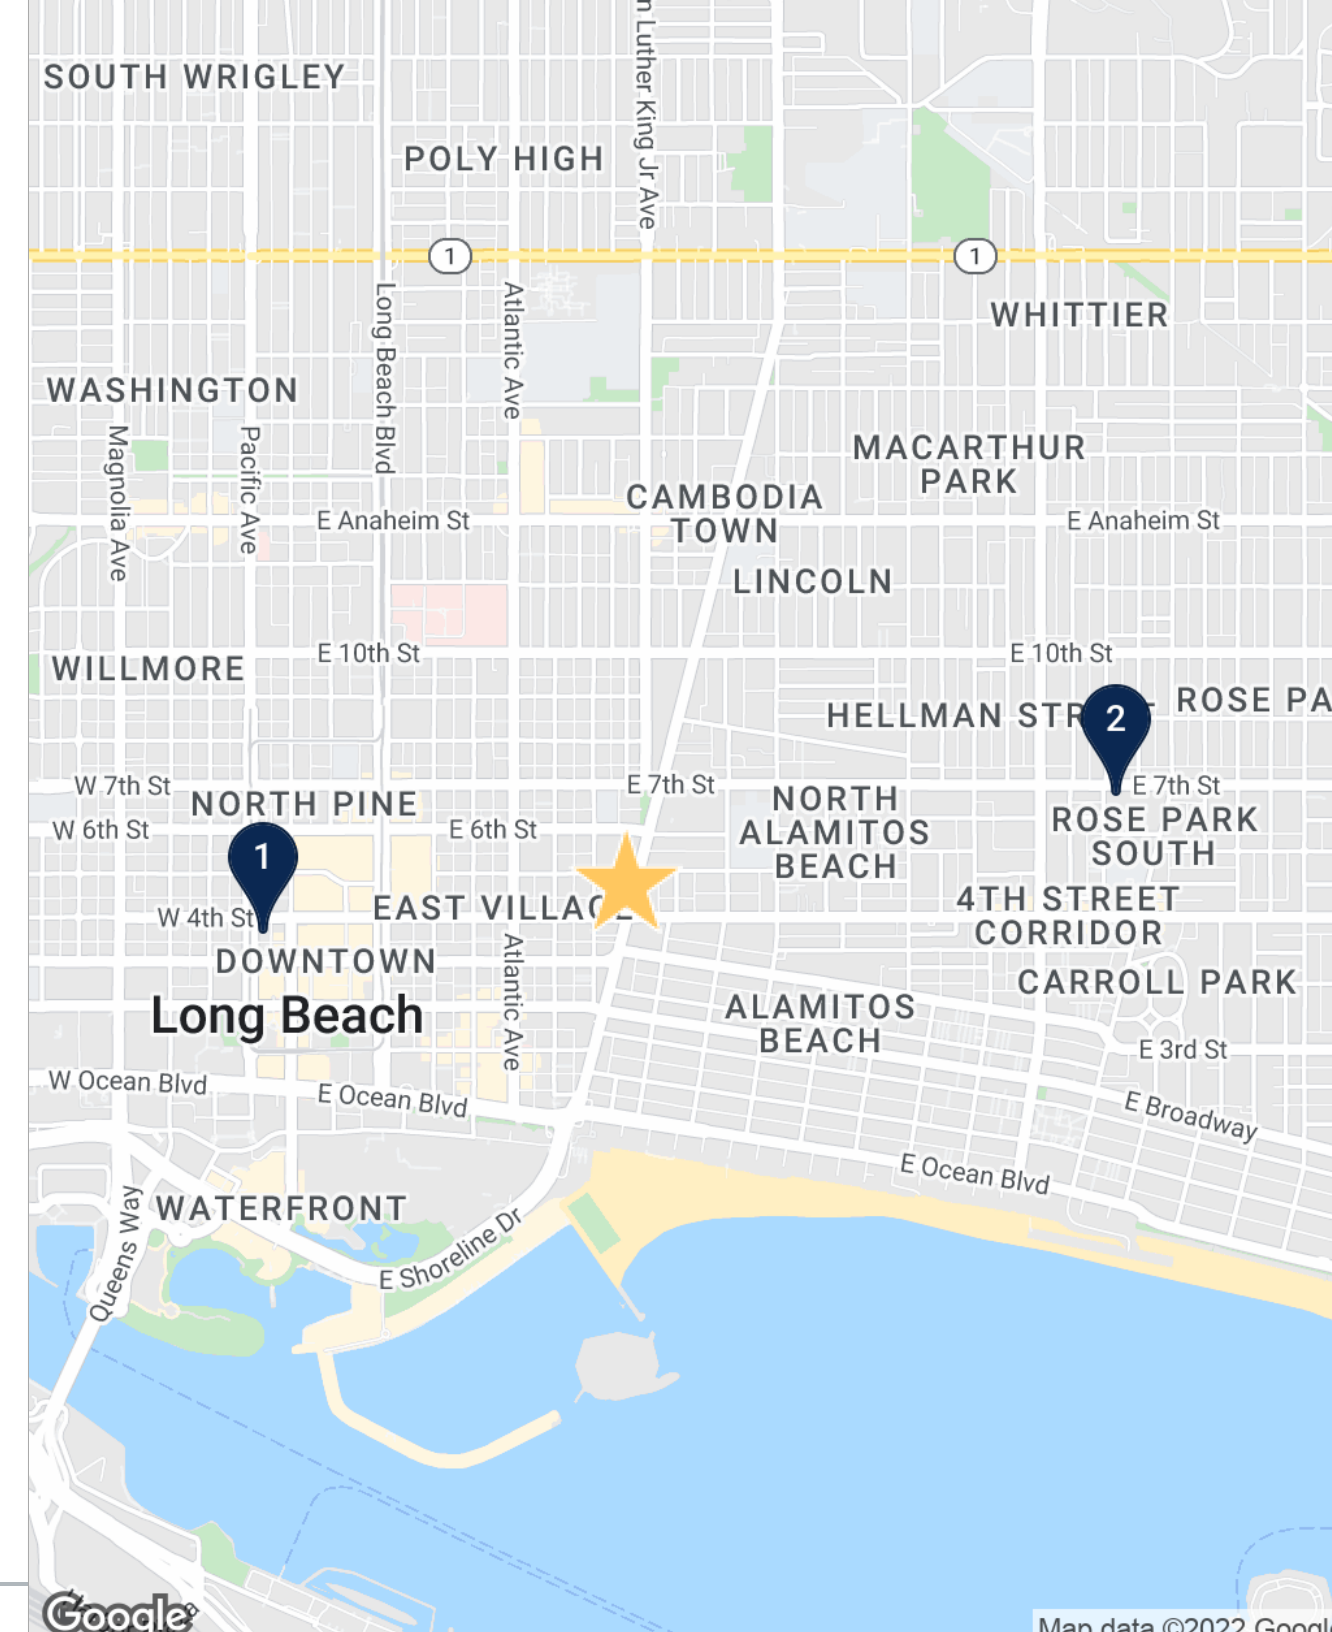 SOUTH WRIGLEY
n Luther King Jr Ave
POLY HIGH
1
1
Long Beach Blvd
Atlantic Ave
WHITTIER
WASHINGTON
Magnolia Ave
Pacific Ave
MACARTHUR
PARK
CAMBODIA
TOWN
E Anaheim St
E Anaheim St
LINCOLN
E 10th St
E 10th St
WILLMORE
HELLMAN STR
ROSE PA
2
W 7th St
E 7th St
E 7th St
NORTH PINE
NORTH
ALAMITOS
BEACH
W 6th St
E 6th St
ROSE PARK
SOUTH
1
W 4th St
EAST VILLAGE
4TH STREET
CORRIDOR
DOWNTOWN
Atlantic Ave
CARROLL PARK
Long Beach
ALAMITOS
BEACH
E 3rd St
W Ocean Blvd
E Ocean Blvd
E Broadway
E Ocean Blvd
WATERFRONT
Queens Way
E Shoreline Dr
Google
Map data ©2022 Google